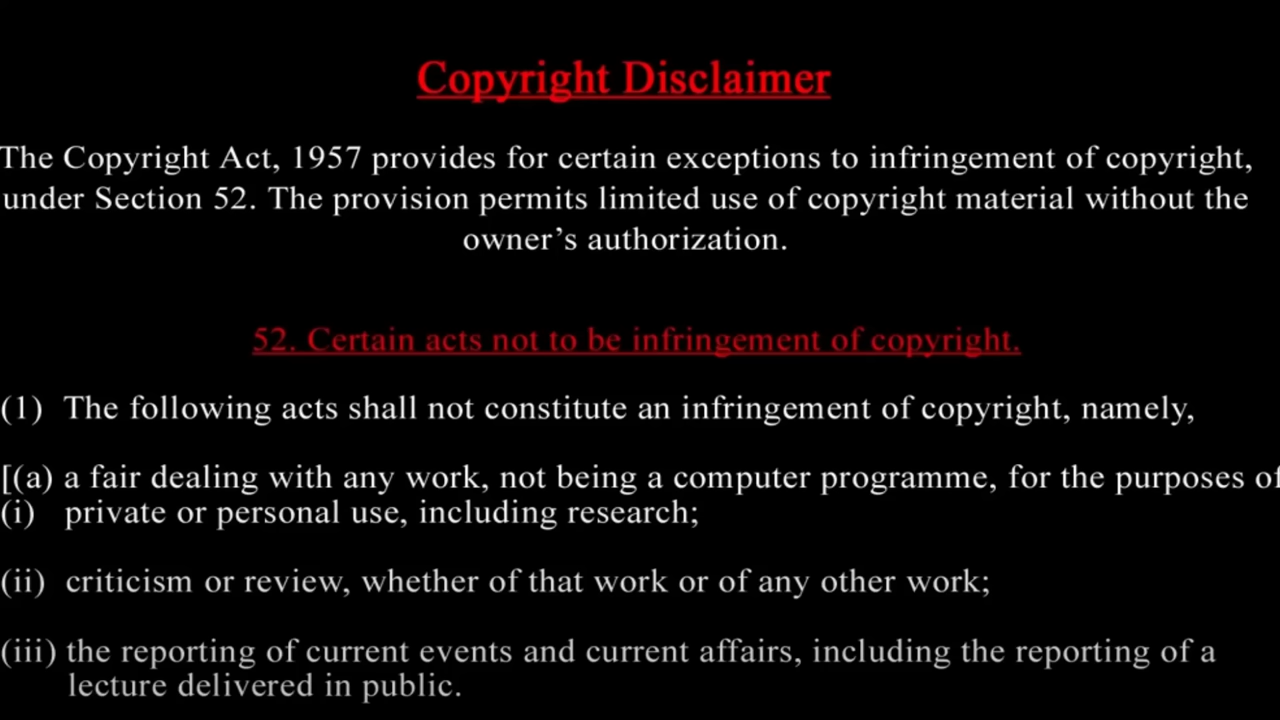 Copyright Disclaimer
The Copyright Act, 1957 provides for certain exceptions to infringement of copyright,
under Section 52. The provision permits limited use of copyright material without the
owner’s authorization.
52. Certain acts not to be infringement of copyright.
(1) The following acts shall not constitute an infringement of copyright, namely,
[(a) a fair dealing with any work, not being a computer programme, for the purposes of
(i) private or personal use, including research;
(ii) criticism or review, whether of that work or of any other work;
(iii) the reporting of current events and current affairs, including the reporting of a
lecture delivered in public.